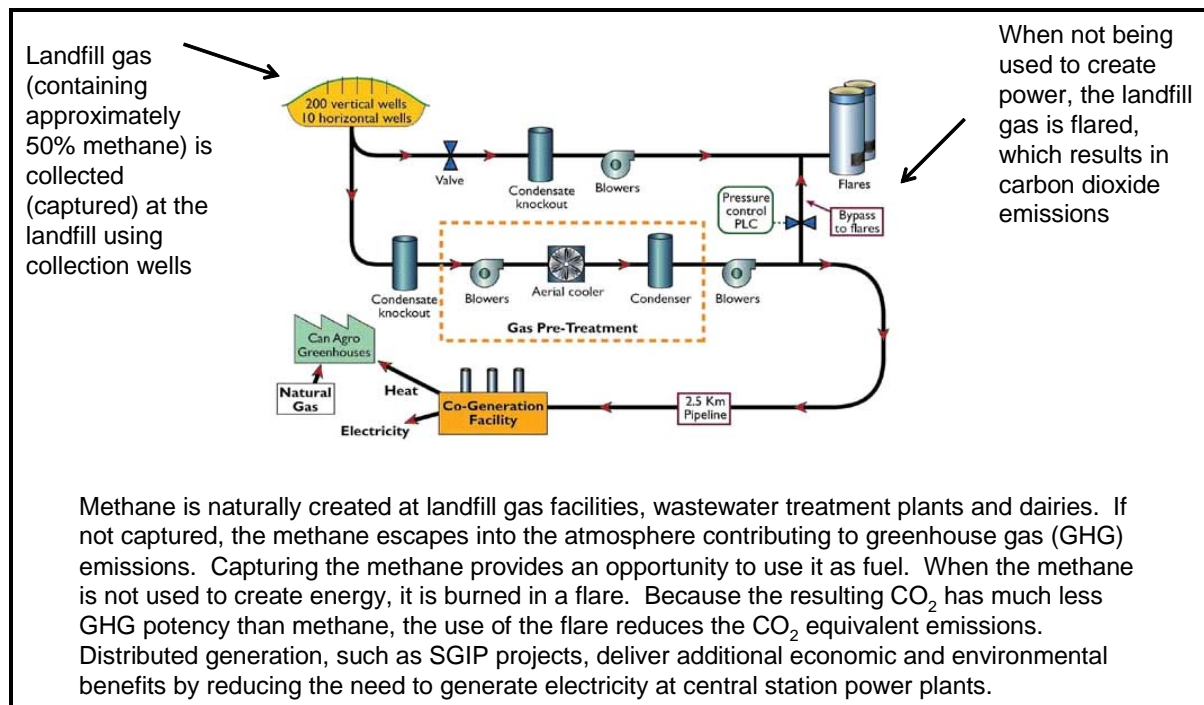 Landfill gas
(containing
approximately
50% methane) is
collected
(captured) at the
landfill using
collection wells
When not being
used to create
power, the landfill
gas is flared,
which results in
carbon dioxide
emissions
200 vertical wells
10 horizontal wells
Valve
Condensate
knockout
Blowers
Flares
Pressure
control
PLC
Bypass
to flares
Condensate
knockout
Blowers
Aerial cooler
Condenser
Blowers
Gas Pre-Treatment
Can Agro
Greenhouses
Natural
Gas
Heat
Electricity
Co-Generation
Facility
2.5 Km
Pipeline
Methane is naturally created at landfill gas facilities, wastewater treatment plants and dairies.  If
not captured, the methane escapes into the atmosphere contributing to greenhouse gas (GHG)
emissions.  Capturing the methane provides an opportunity to use it as fuel.  When the methane
is not used to create energy, it is burned in a flare.  Because the resulting CO₂ has much less
GHG potency than methane, the use of the flare reduces the CO₂ equivalent emissions.
Distributed generation, such as SGIP projects, deliver additional economic and environmental
benefits by reducing the need to generate electricity at central station power plants.